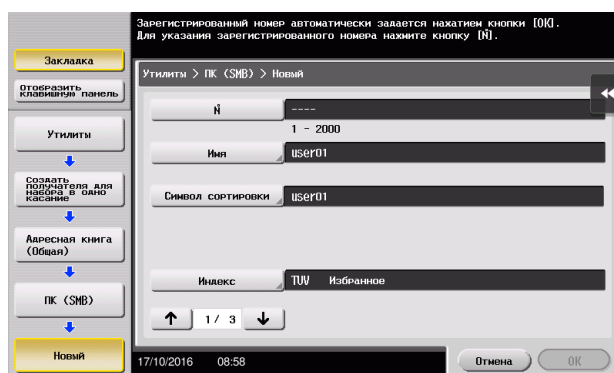 Зарегистрированный номер автоматически задается нажатием кнопки [OK].
Для указания зарегистрированного номера нажмите кнопку [№].
Закладка
Отобразить
клавишную панель
Утилиты > ПК (SMB) > Новый
№
----
1 - 2000
Утилиты
Имя
user01
Создать
получателя для
набора в одно
касание
Символ сортировки
user01
Адресная книга
(Общая)
Индекс
TUV Избранное
ПК (SMB)
↑ 1/ 3 ↓
Новый
17/10/2016 08:58
Отмена
OK